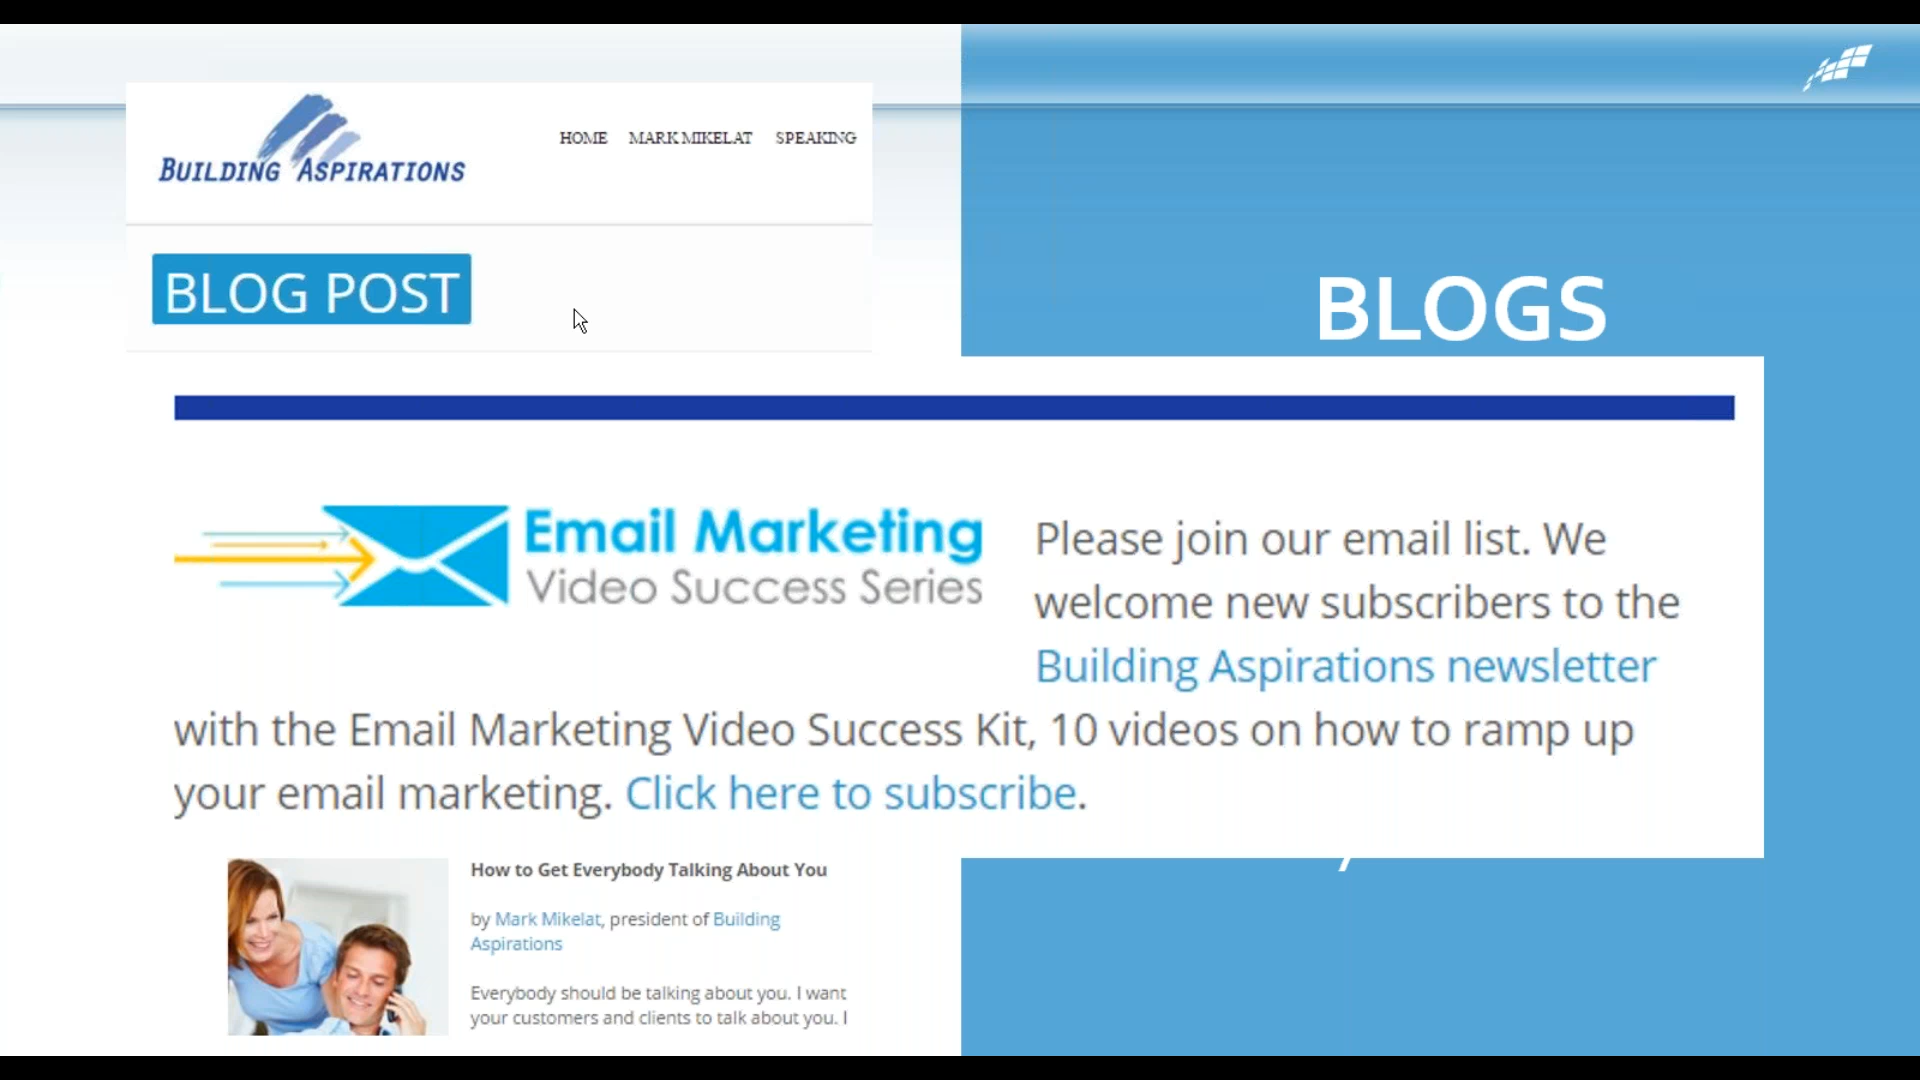 BUILDING ASPIRATIONS
HOME MARK MIKELAT SPEAKING
BLOG POST
BLOGS
Email Marketing
Video Success Series
Please join our email list. We
welcome new subscribers to the
Building Aspirations newsletter
with the Email Marketing Video Success Kit, 10 videos on how to ramp up
your email marketing. Click here to subscribe.
How to Get Everybody Talking About You
by Mark Mikelat, president of Building
Aspirations
Everybody should be talking about you. I want
your customers and clients to talk about you. I